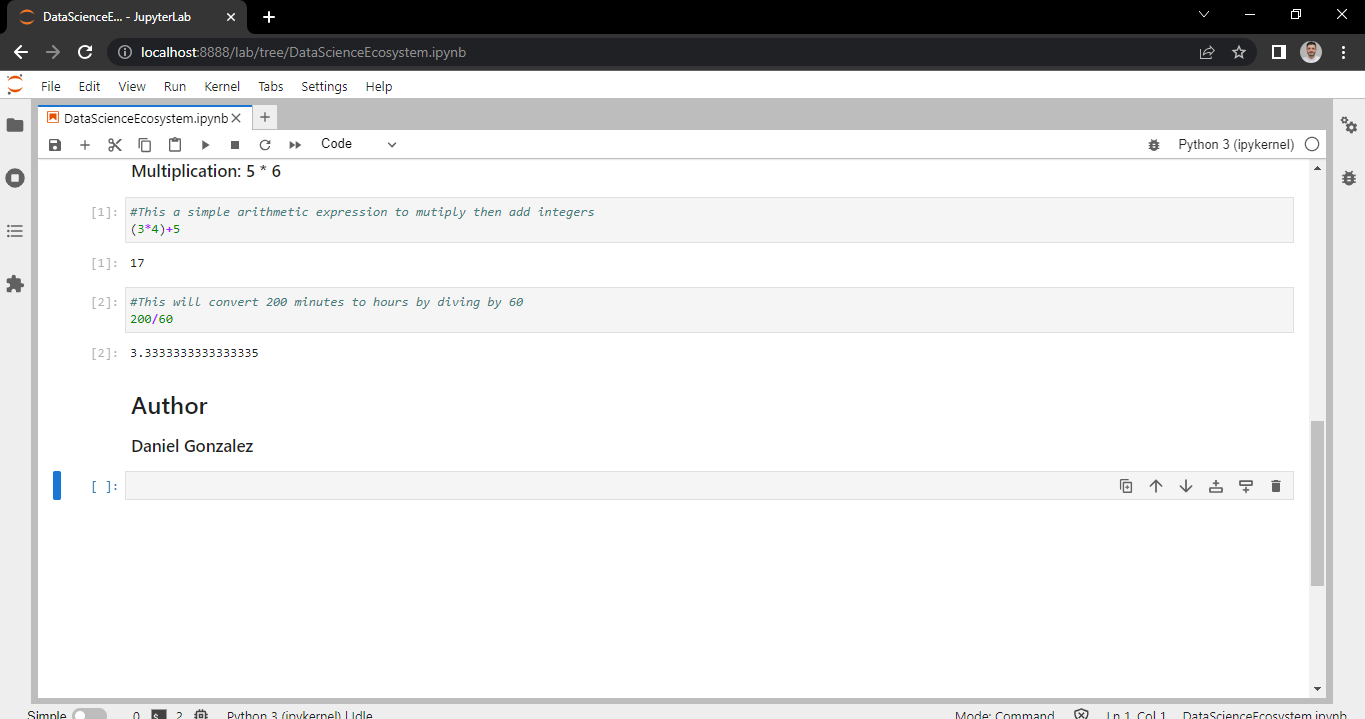 DataScienceE... - JupyterLab
localhost:8888/lab/tree/DataScienceEcosystem.ipynb
File Edit View Run Kernel Tabs Settings Help
DataScienceEcosystem.ipynb
Code Python 3 (ipykernel)
Multiplication: 5 * 6
[1]: #This a simple arithmetic expression to mutiply then add integers
(3*4)+5
[1]: 17
[2]: #This will convert 200 minutes to hours by diving by 60
200/60
[2]: 3.3333333333333335
Author
Daniel Gonzalez
[ ]:
Simple 0 2 Python 3 (ipykernel) | Idle Mode: Command Ln 1, Col 1 DataScienceEcosystem.ipynb